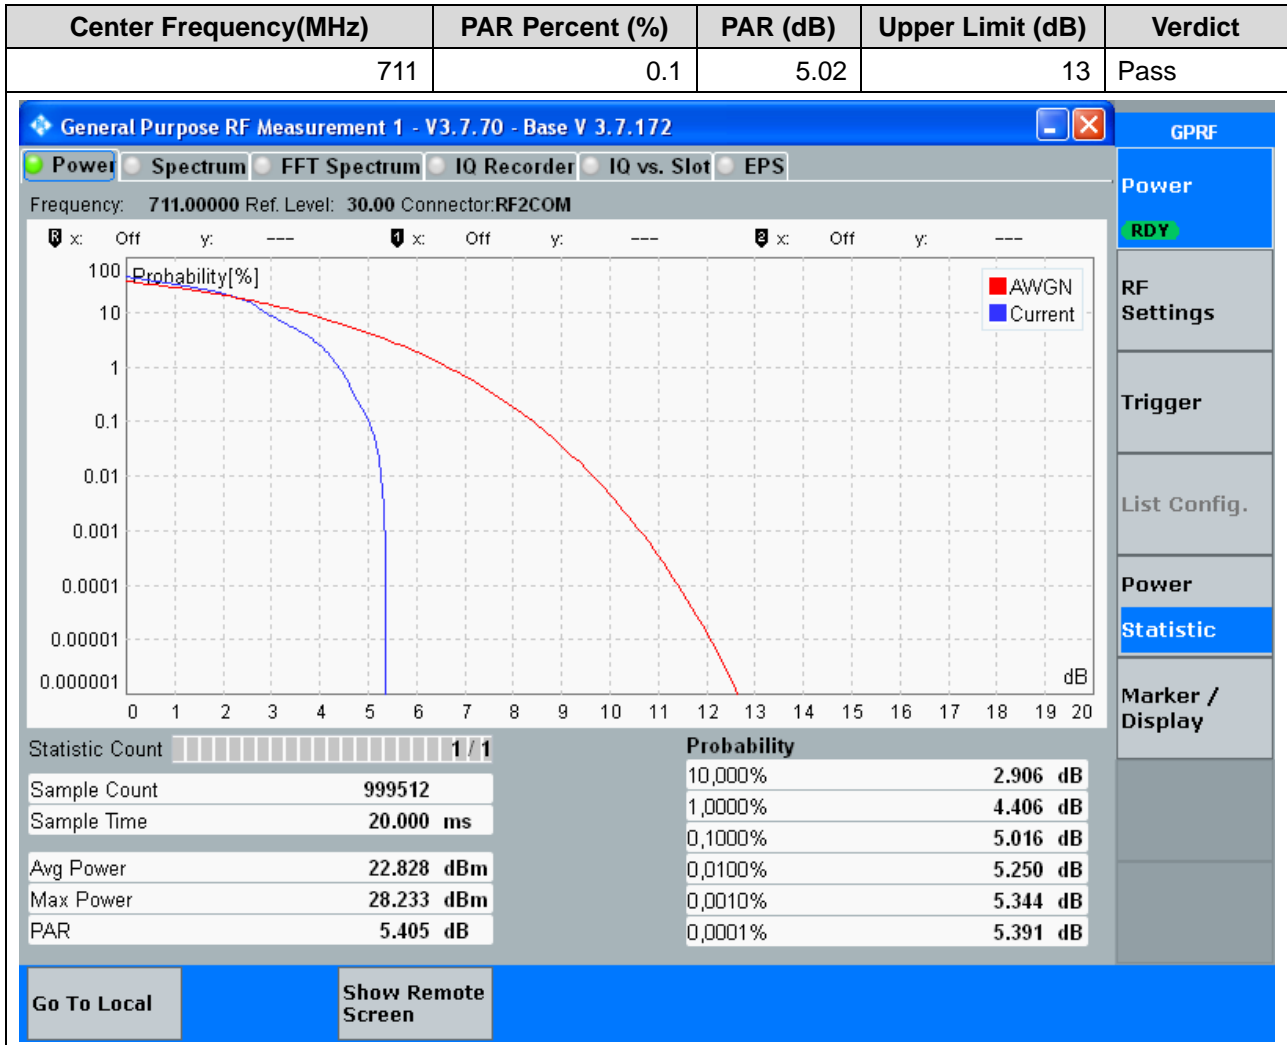 Center Frequency(MHz) PAR Percent (%) PAR (dB) Upper Limit (dB) Verdict
711 0.1 5.02 13 Pass
General Purpose RF Measurement 1 - V3.7.70 - Base V 3.7.172
GPRF
Power Spectrum FFT Spectrum IQ Recorder IQ vs. Slot EPS
Power
RDY
Frequency: 711.00000 Ref. Level: 30.00 Connector:RF2COM
R x: Off y: --- 1 x: Off y: --- 2 x: Off y: ---
Probability[%]
AWGN
Current
100
10
1
0.1
0.01
0.001
0.0001
0.00001
0.000001
dB
0 1 2 3 4 5 6 7 8 9 10 11 12 13 14 15 16 17 18 19 20
RF
Settings
Trigger
List Config.
Power
Statistic
Marker /
Display
Statistic Count 1 / 1
Sample Count 999512
Sample Time 20.000 ms
Avg Power 22.828 dBm
Max Power 28.233 dBm
PAR 5.405 dB
Probability
10,000% 2.906 dB
1,0000% 4.406 dB
0,1000% 5.016 dB
0,0100% 5.250 dB
0,0010% 5.344 dB
0,0001% 5.391 dB
Go To Local
Show Remote
Screen